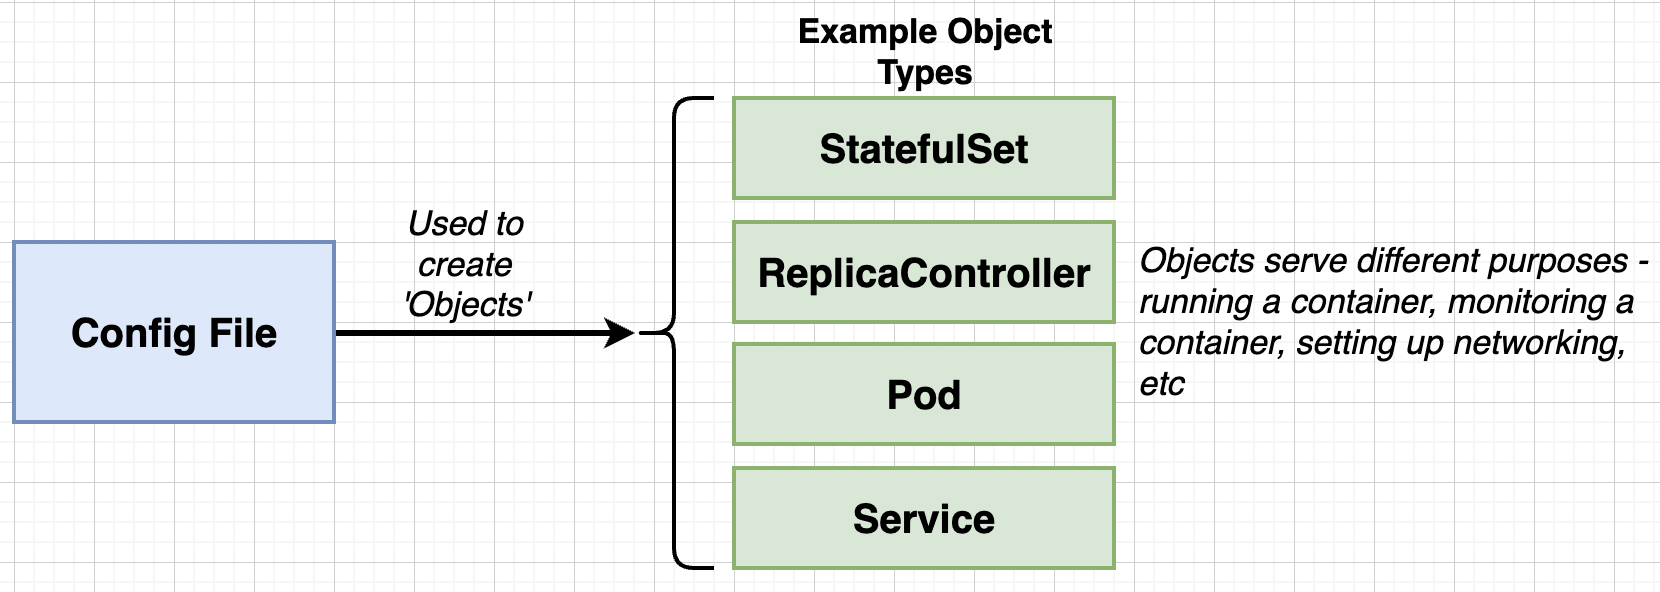 Example Object
Types
StatefulSet
Used to
create
'Objects'
Config File
ReplicaController
Pod
Service
Objects serve different purposes -
running a container, monitoring a
container, setting up networking,
etc